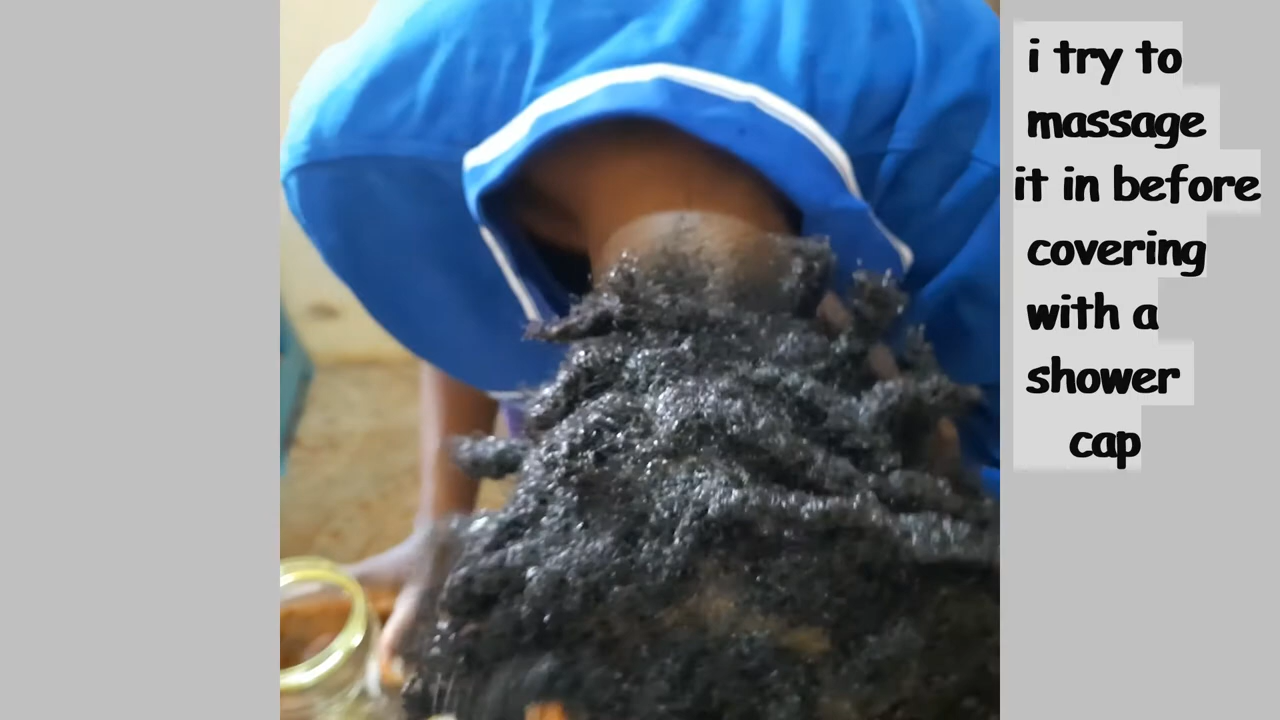 i try to
massage
it in before
covering
with a
shower
cap